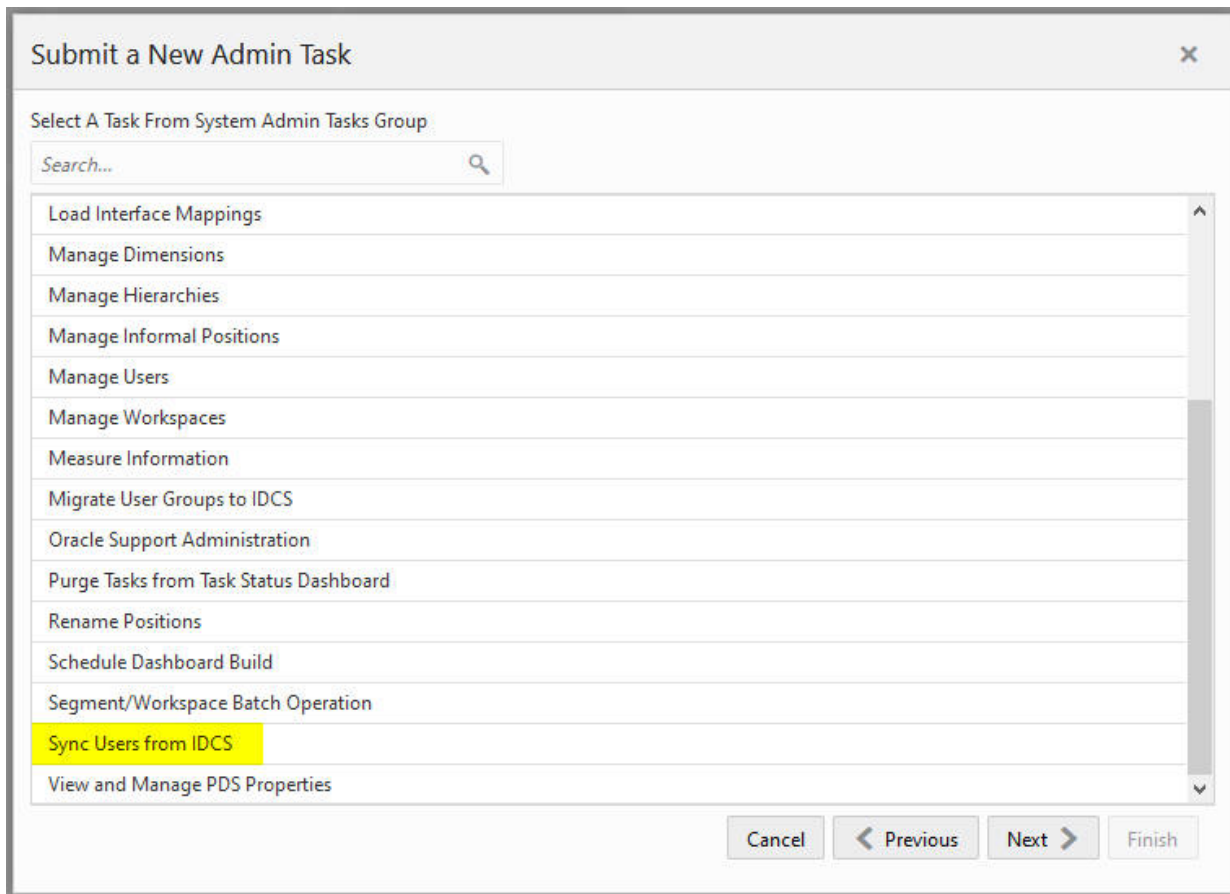 Submit a New Admin Task
Select A Task From System Admin Tasks Group
Search...
Load Interface Mappings
Manage Dimensions
Manage Hierarchies
Manage Informal Positions
Manage Users
Manage Workspaces
Measure Information
Migrate User Groups to IDCS
Oracle Support Administration
Purge Tasks from Task Status Dashboard
Rename Positions
Schedule Dashboard Build
Segment/Workspace Batch Operation
Sync Users from IDCS
View and Manage PDS Properties
Cancel Previous Next Finish